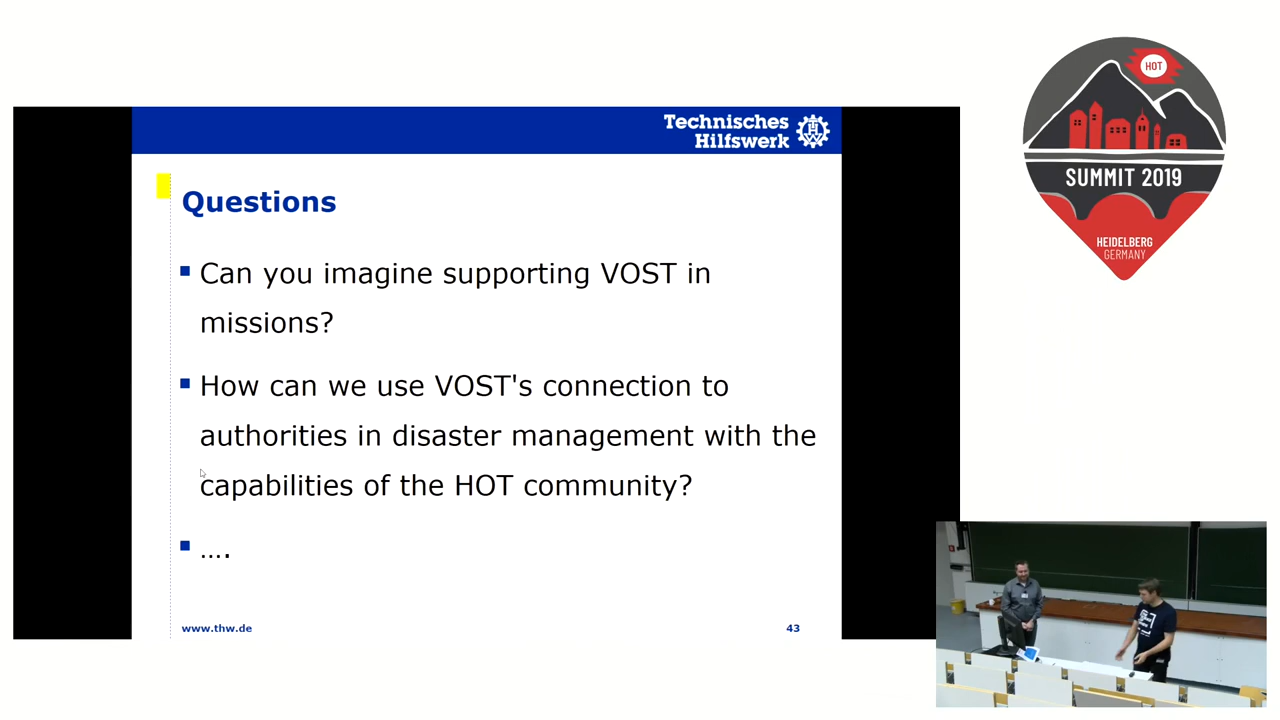 Technisches
Hilfswerk
THW
Questions
Can you imagine supporting VOST in
missions?
How can we use VOST's connection to
authorities in disaster management with the
capabilities of the HOT community?
….
www.thw.de
43
HOT
SUMMIT 2019
HEIDELBERG
GERMANY